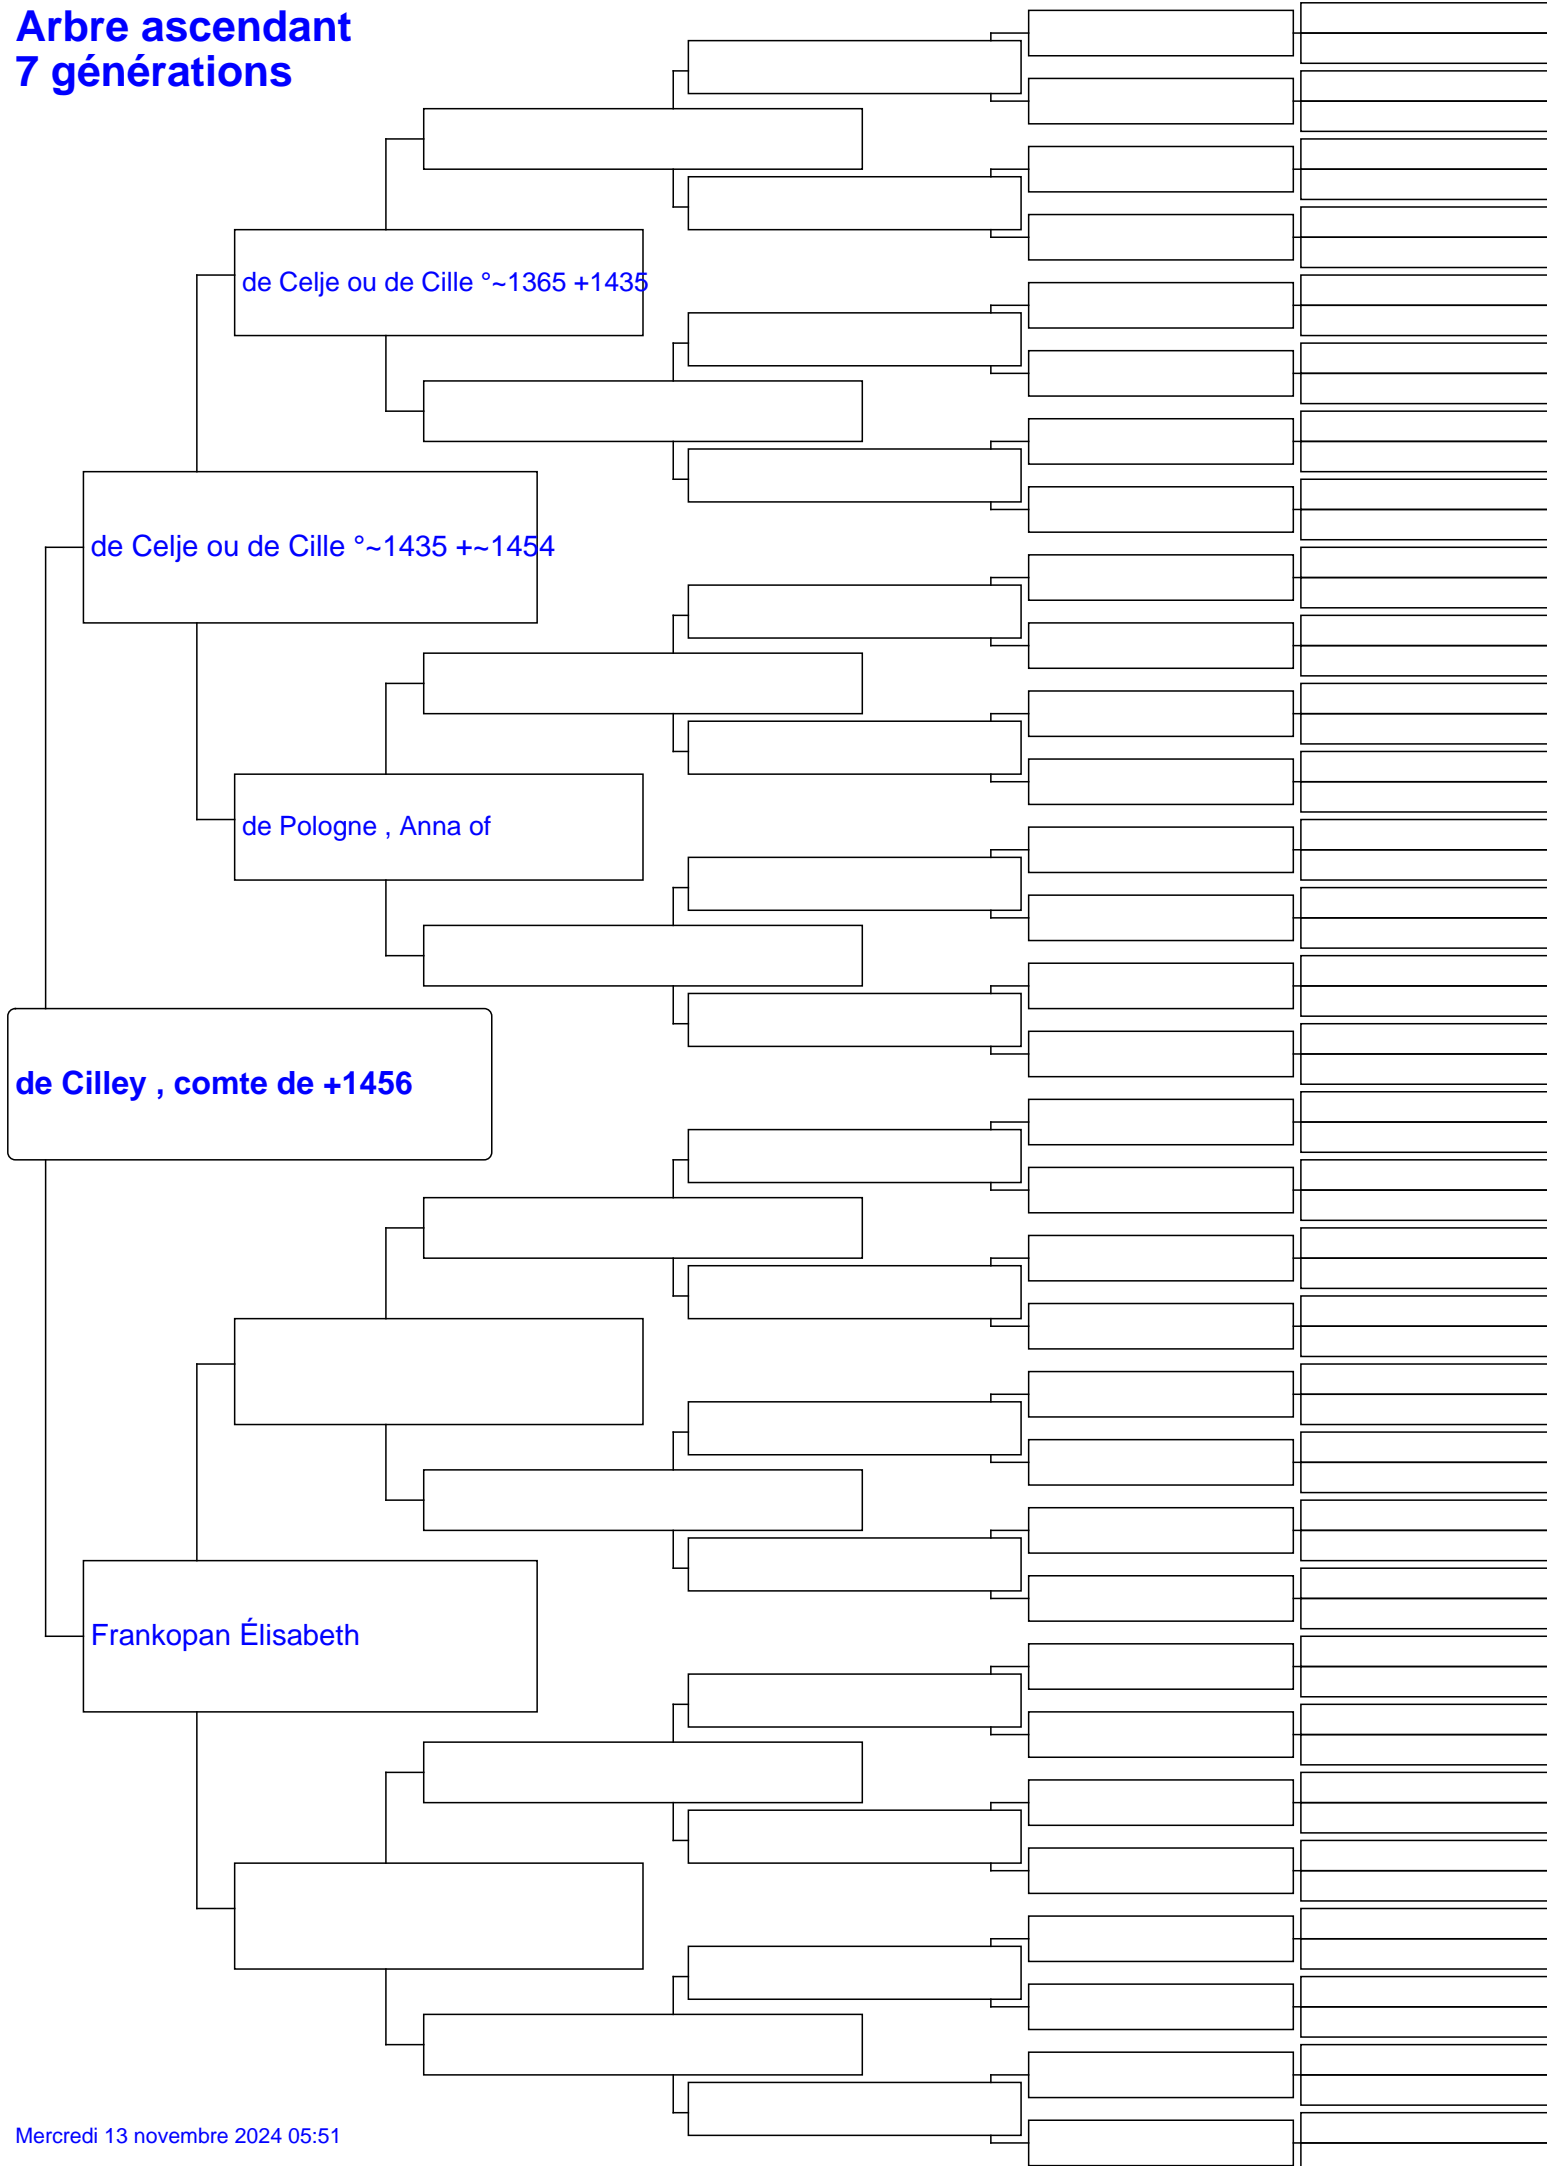 Arbre ascendant
7 générations
de Celje ou de Cille °~1365 +1435
de Celje ou de Cille °~1435 +~1454
de Pologne , Anna of
de Cilley , comte de +1456
Frankopan Élisabeth
Mercredi 13 novembre 2024 05:51